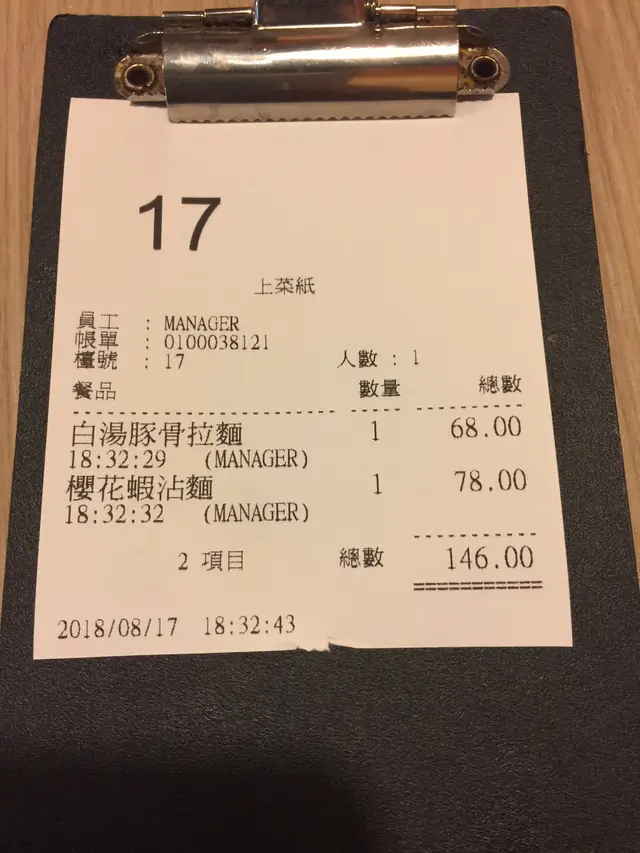 17
上菜紙
員工 : MANAGER
帳單 : 0100038121
檯號 : 17 人數 : 1
餐品 數量 總數
白湯豚骨拉麵 1 68.00
18:32:29 (MANAGER)
櫻花蝦沾麵 1 78.00
18:32:32 (MANAGER)
2 項目 總數 146.00
2018/08/17 18:32:43